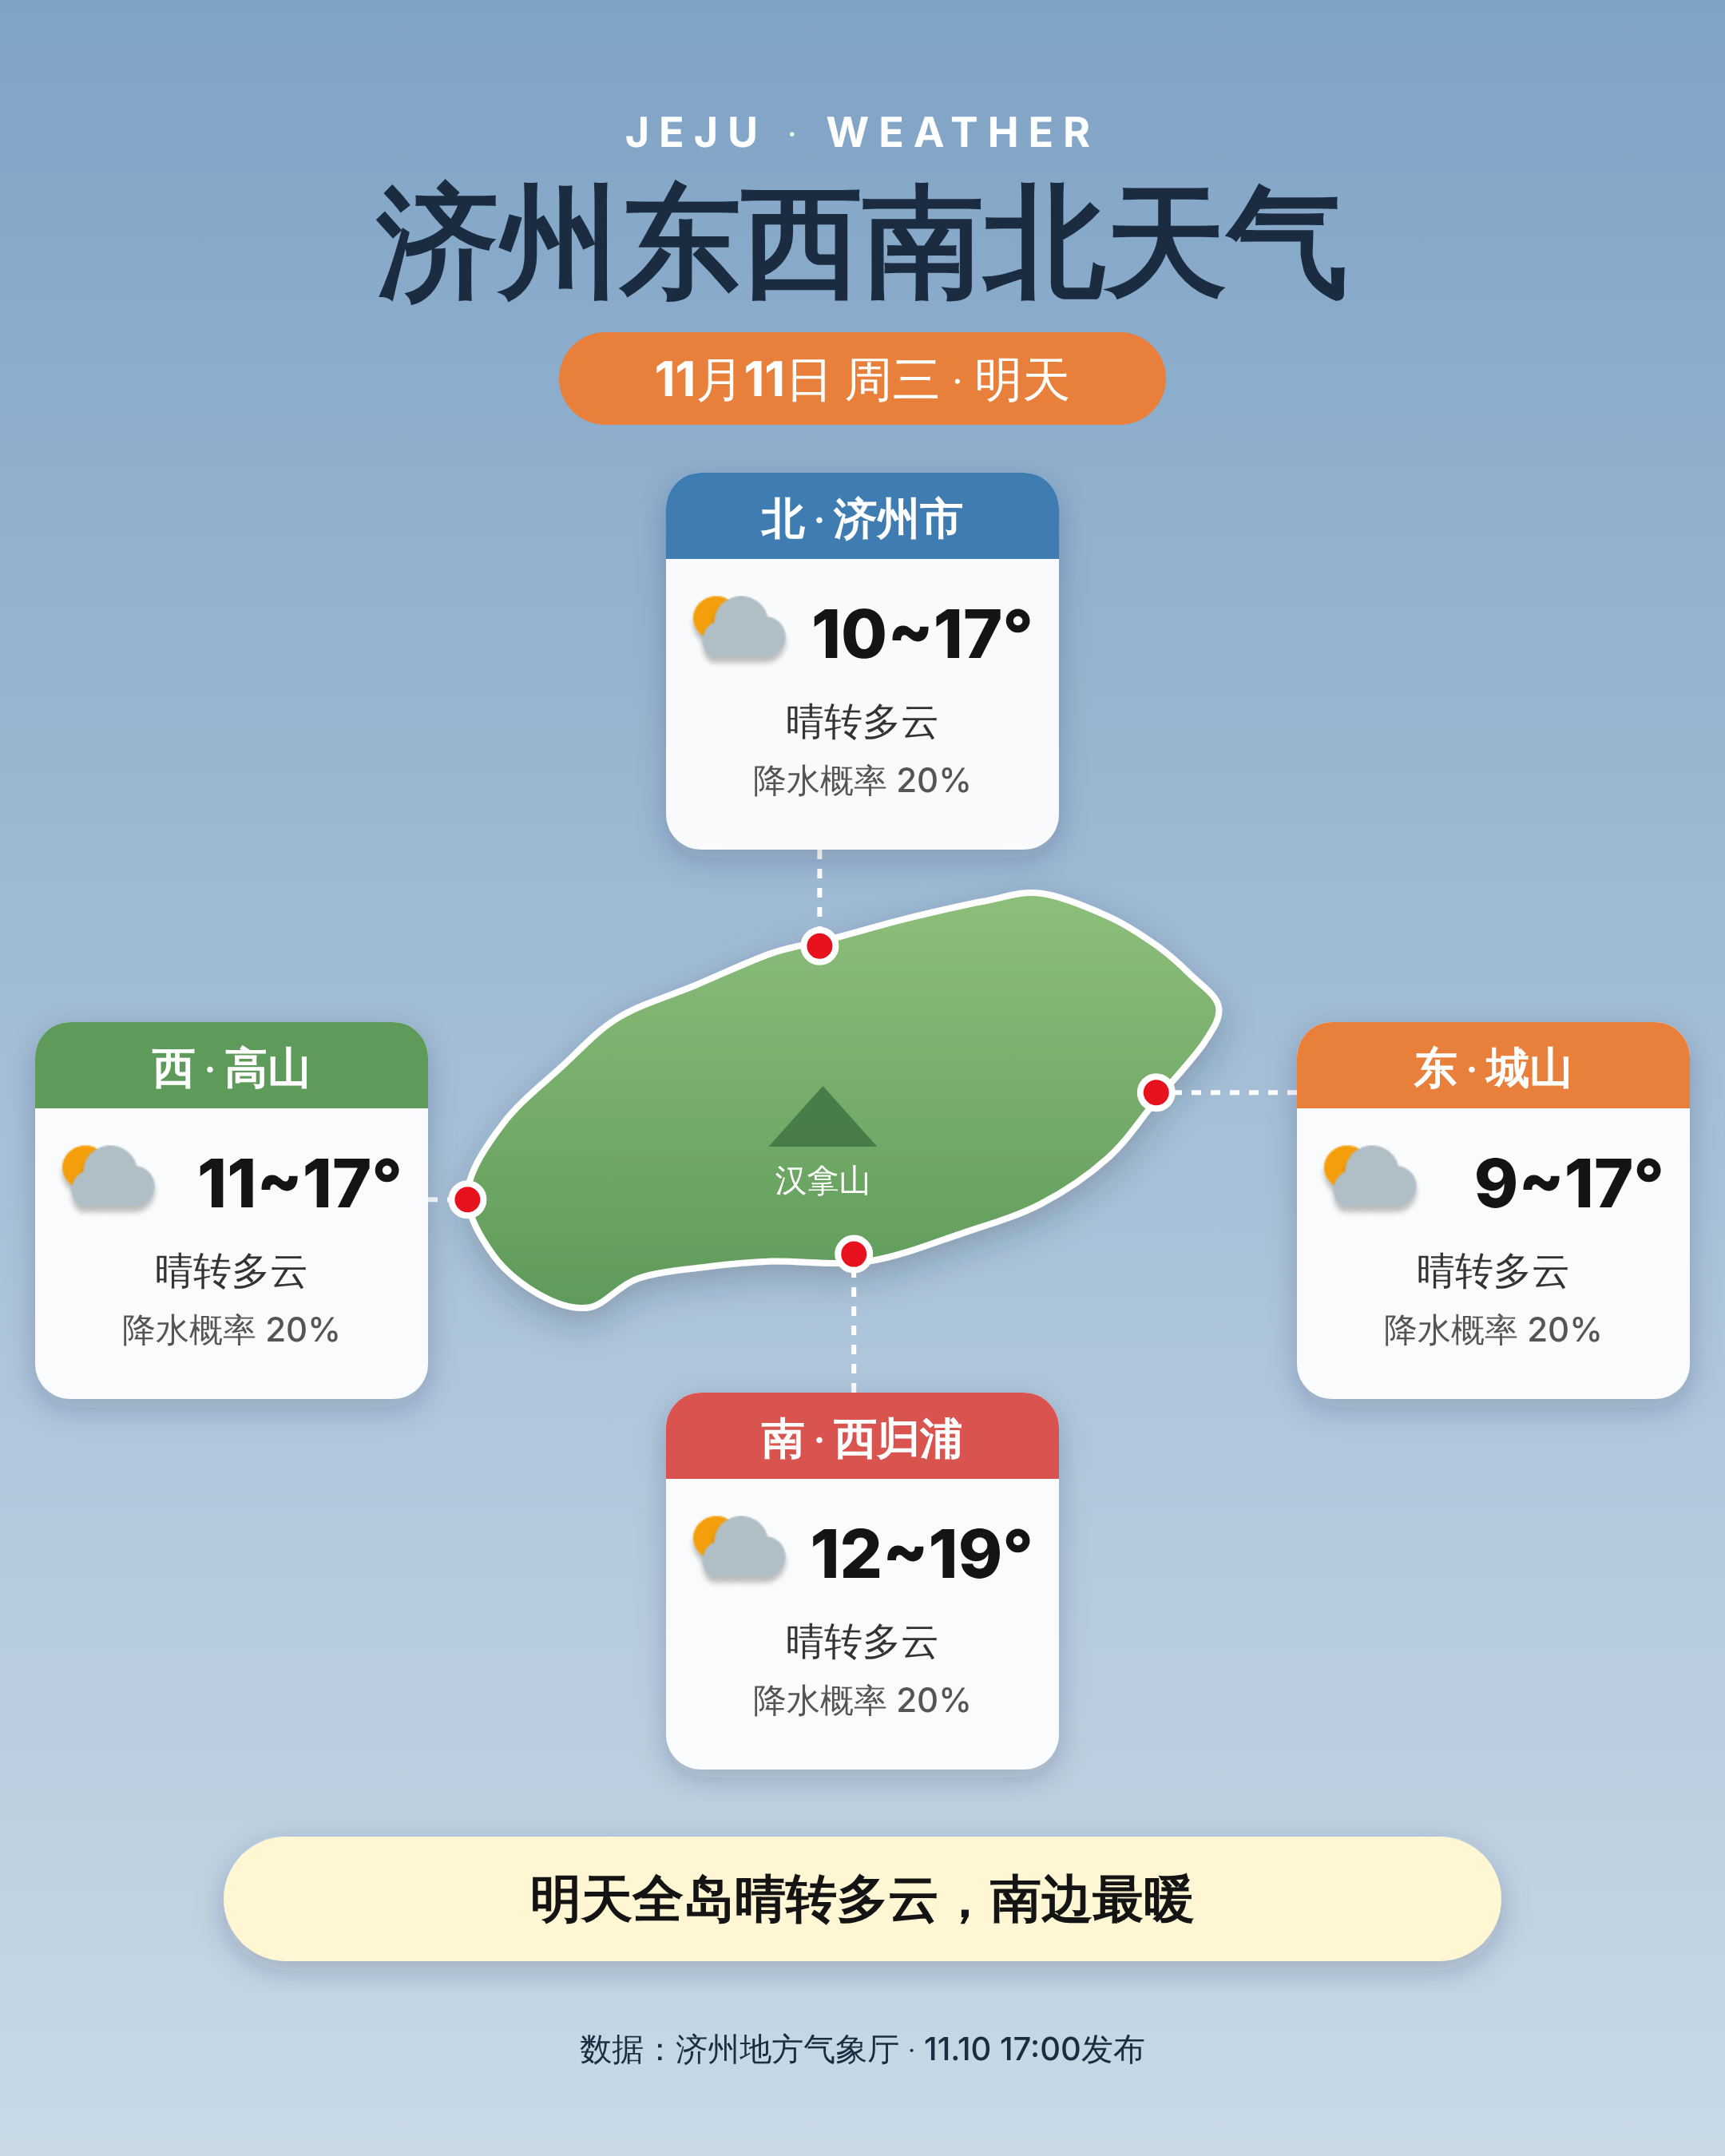 JEJU · WEATHER
济州东西南北天气
11月11日 周三 · 明天
北 · 济州市
10~17°
晴转多云
降水概率 20%
西 · 高山
11~17°
晴转多云
降水概率 20%
汉拿山
东 · 城山
9~17°
晴转多云
降水概率 20%
南 · 西归浦
12~19°
晴转多云
降水概率 20%
明天全岛晴转多云，南边最暖
数据：济州地方气象厅 · 11.10 17:00发布